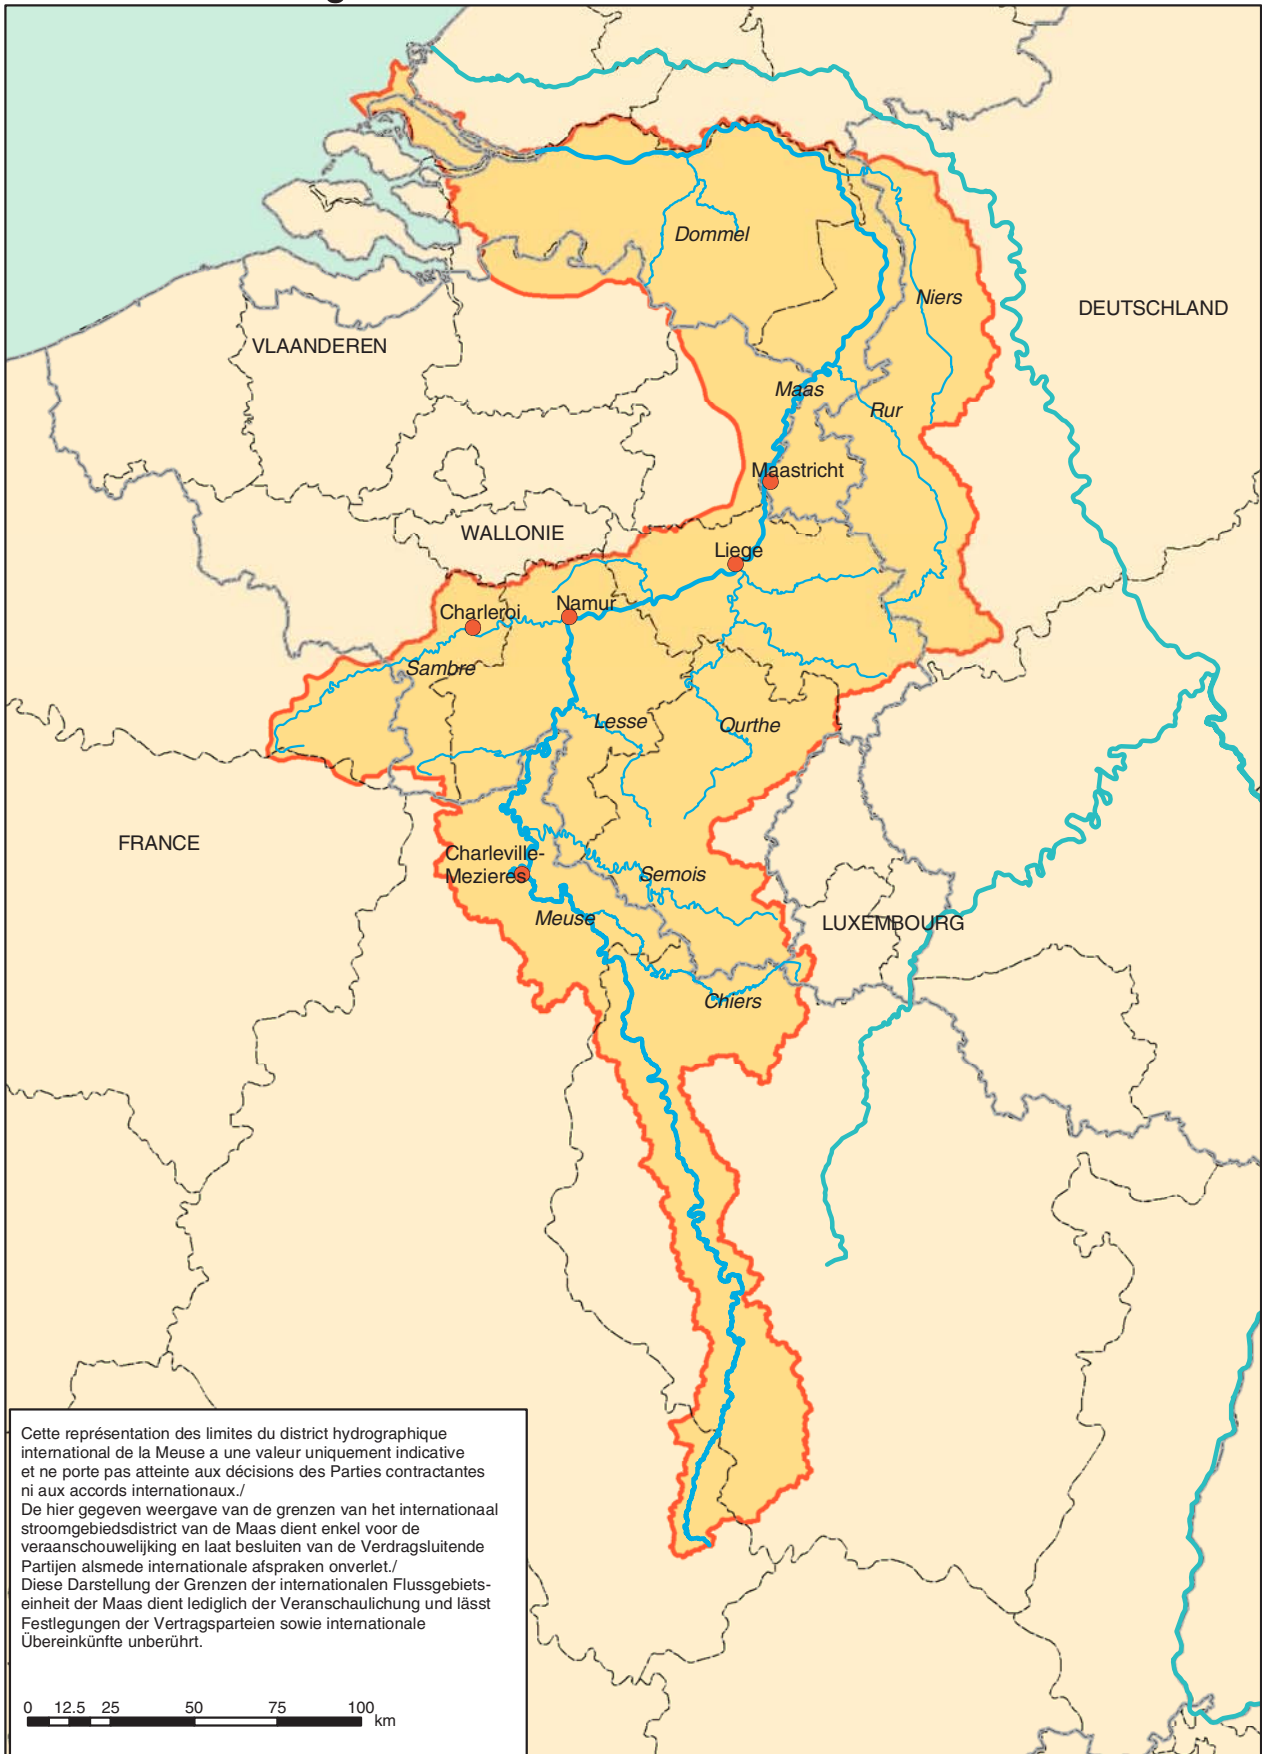 Dommel
Niers
DEUTSCHLAND
VLAANDEREN
Maas
Rur
Maastricht
WALLONIE
Liege
Namur
Charleroi
Sambre
Lesse
Ourthe
FRANCE
Charleville-
Mezieres
Semois
Meuse
LUXEMBOURG
Chiers
Cette représentation des limites du district hydrographique
international de la Meuse a une valeur uniquement indicative
et ne porte pas atteinte aux décisions des Parties contractantes
ni aux accords internationaux./
De hier gegeven weergave van de grenzen van het internationaal
stroomgebiedsdistrict van de Maas dient enkel voor de
veraanschouwelijking en laat besluiten van de Verdragsluitende
Partijen alsmede internationale afspraken onverlet./
Diese Darstellung der Grenzen der internationalen Flussgebiets-
einheit der Maas dient lediglich der Veranschaulichung und lässt
Festlegungen der Vertragsparteien sowie internationale
Übereinkünfte unberührt.
0 12.5 25 50 75 100
km